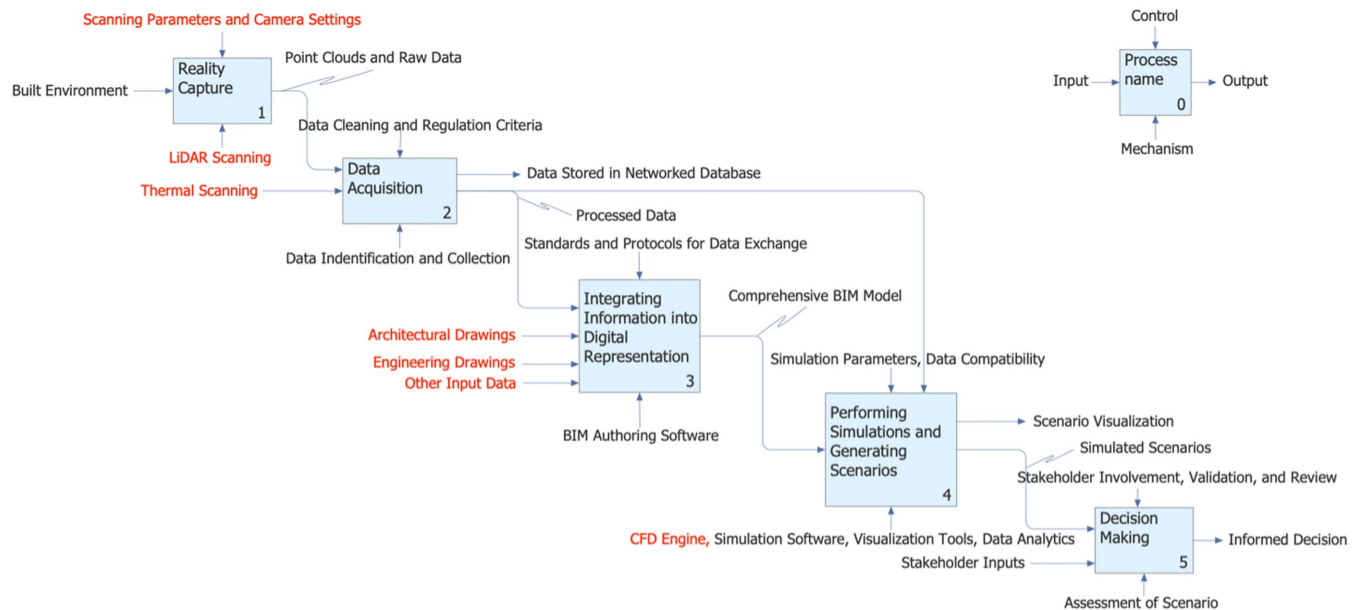 Scanning Parameters and Camera Settings
Point Clouds and Raw Data
Built Environment
Reality
Capture
1
LiDAR Scanning
Control
Input
Process
name
0
Output
Mechanism
Data Cleaning and Regulation Criteria
Thermal Scanning
Data
Acquisition
2
Data Stored in Networked Database
Processed Data
Data Indentification and Collection
Standards and Protocols for Data Exchange
Architectural Drawings
Engineering Drawings
Other Input Data
Integrating
Information into
Digital
Representation
3
Comprehensive BIM Model
BIM Authoring Software
Simulation Parameters, Data Compatibility
Performing
Simulations and
Generating
Scenarios
4
Scenario Visualization
Simulated Scenarios
CFD Engine, Simulation Software, Visualization Tools, Data Analytics
Stakeholder Involvement, Validation, and Review
Stakeholder Inputs
Decision
Making
5
Informed Decision
Assessment of Scenario